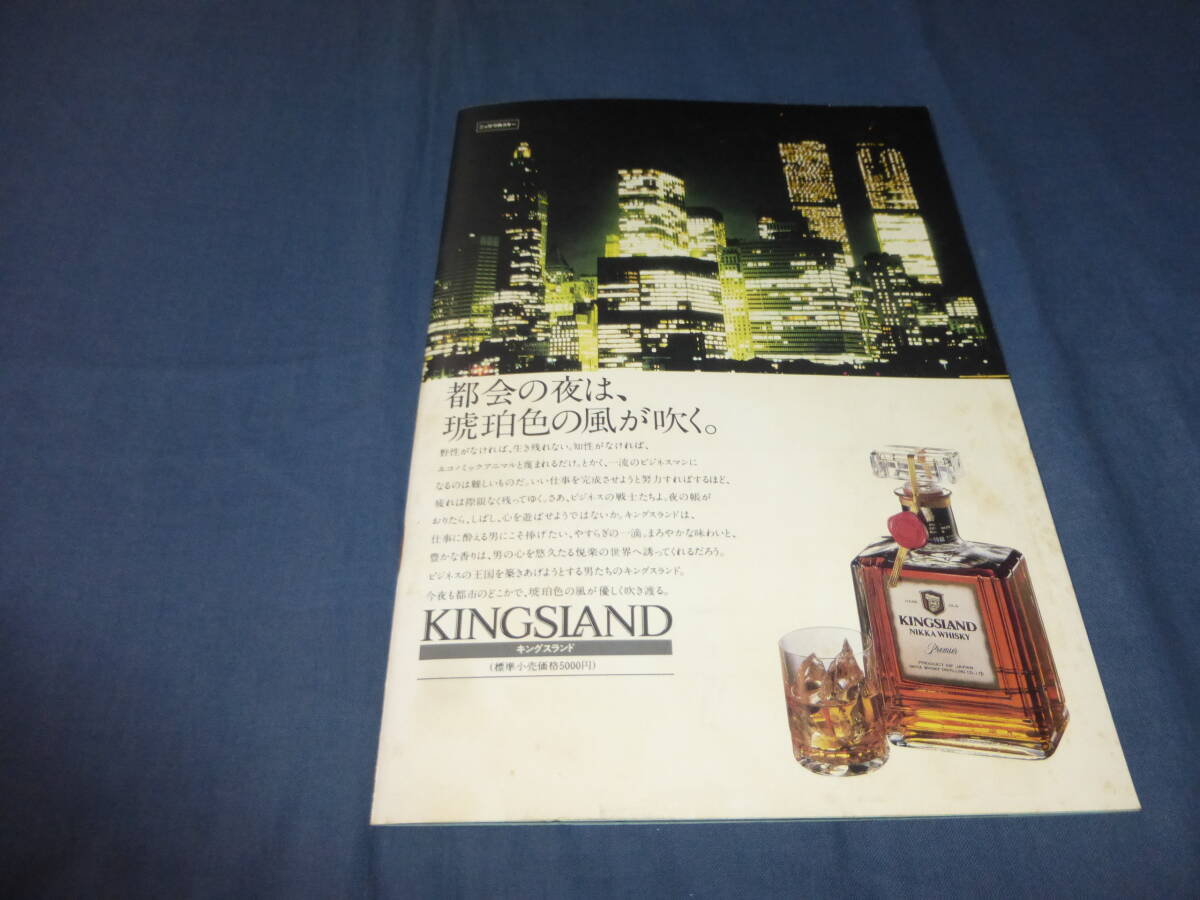 ニッカウヰスキー
都会の夜は、
琥珀色の風が吹く。
野性がなければ、生き残れない。知性がなければ、
エコノミックアニマルと蔑まれるだけ。とかく、一流のビジネスマンに
なるのは難しいものだ。いい仕事を完成させようと努力すればするほど、
疲れは際限なく残ってゆく。さあ、ビジネスの戦士たちよ。夜の帳が
おりたら、しばし、心を遊ばせようではないか。キングスランドは、
仕事に酔える男にこそ捧げたい、やすらぎの一滴。まろやかな味わいと、
豊かな香りは、男の心を悠久たる悦楽の世界へ誘ってくれるだろう。
ビジネスの王国を築きあげようとする男たちのキングスランド。
今夜も都市のどこかで、琥珀色の風が優しく吹き渡る。
KINGSLAND
キングスランド
(標準小売価格5000円)
KINGSLAND
NIKKA WHISKY
Premier
PRODUCT OF JAPAN
NIKKA WHISKY DISTILLING CO.,LTD.